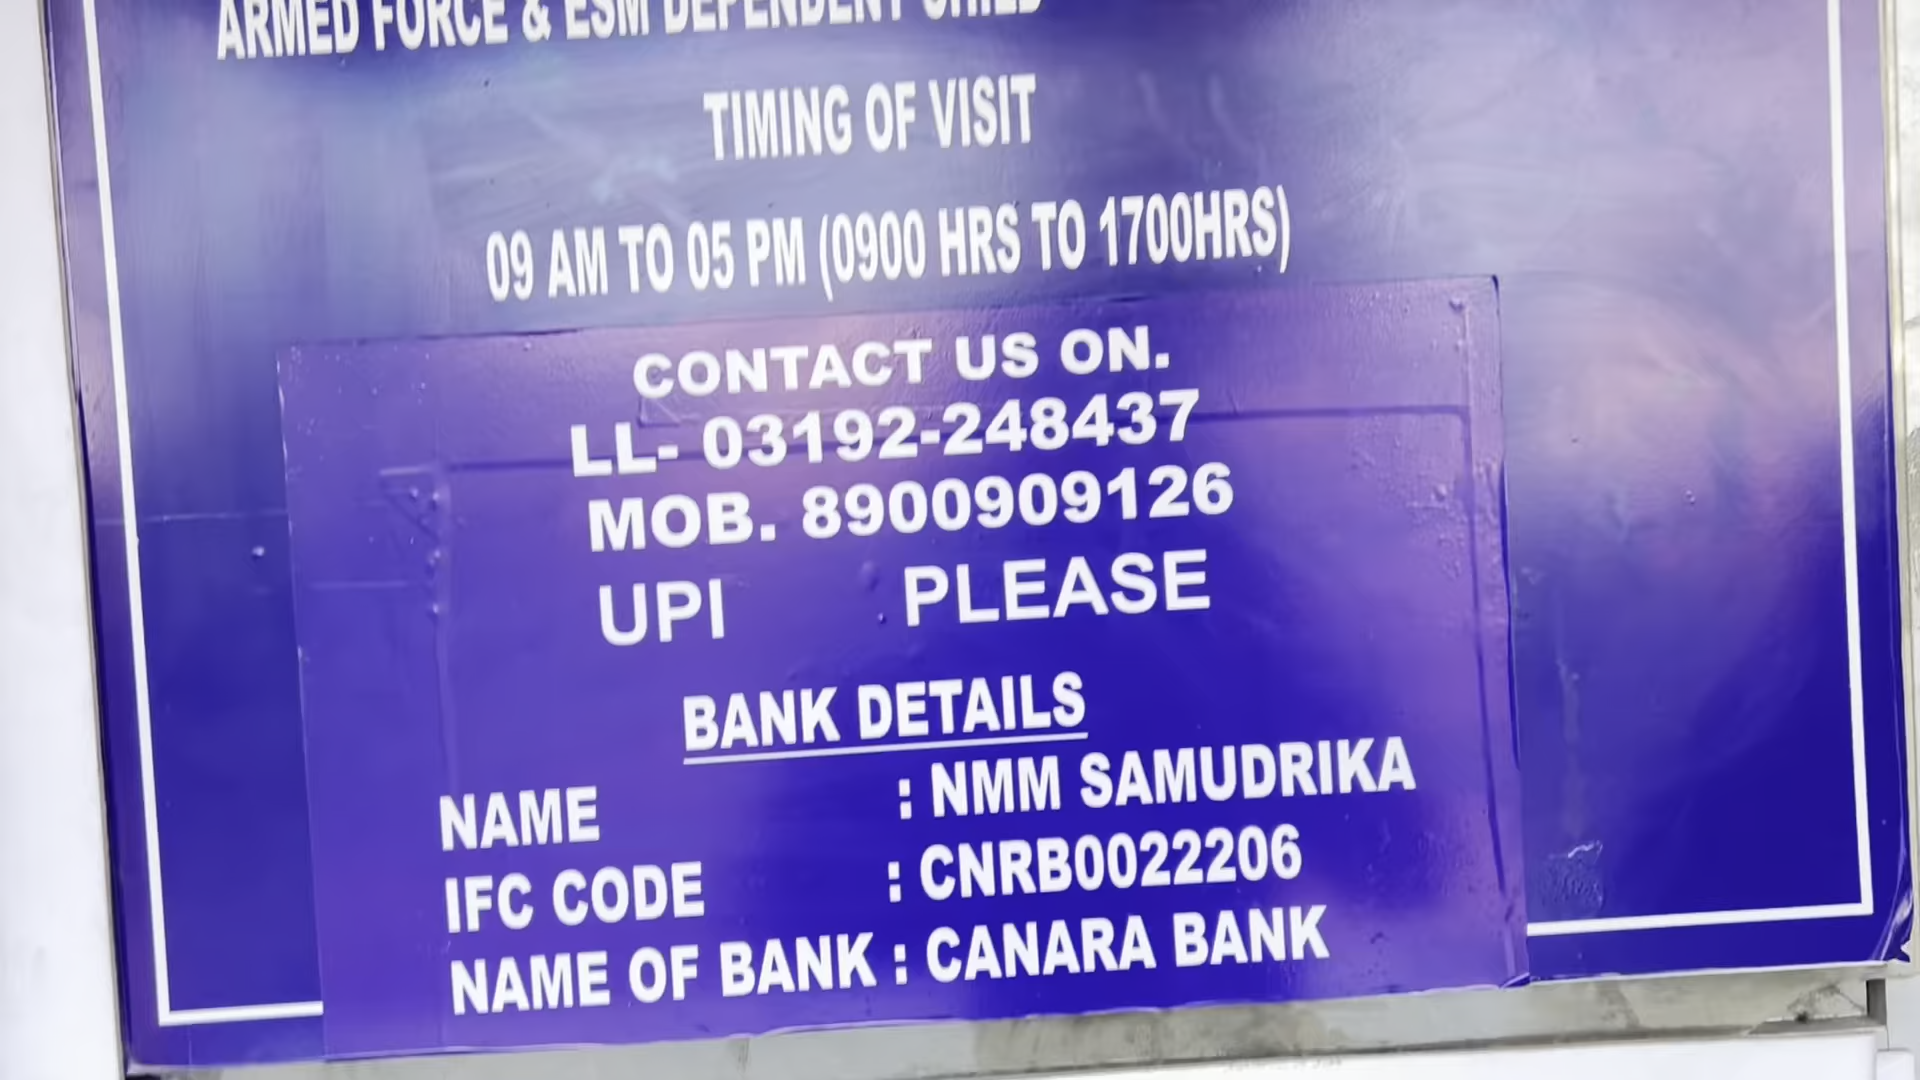 ARMED FORCE & ESM DEPENDENT CHILD
TIMING OF VISIT
09 AM TO 05 PM (0900 HRS TO 1700HRS)
CONTACT US ON.
LL- 03192-248437
MOB. 8900909126
UPI : PLEASE
BANK DETAILS
NAME : NMM SAMUDRIKA
IFC CODE : CNRB0022206
NAME OF BANK : CANARA BANK